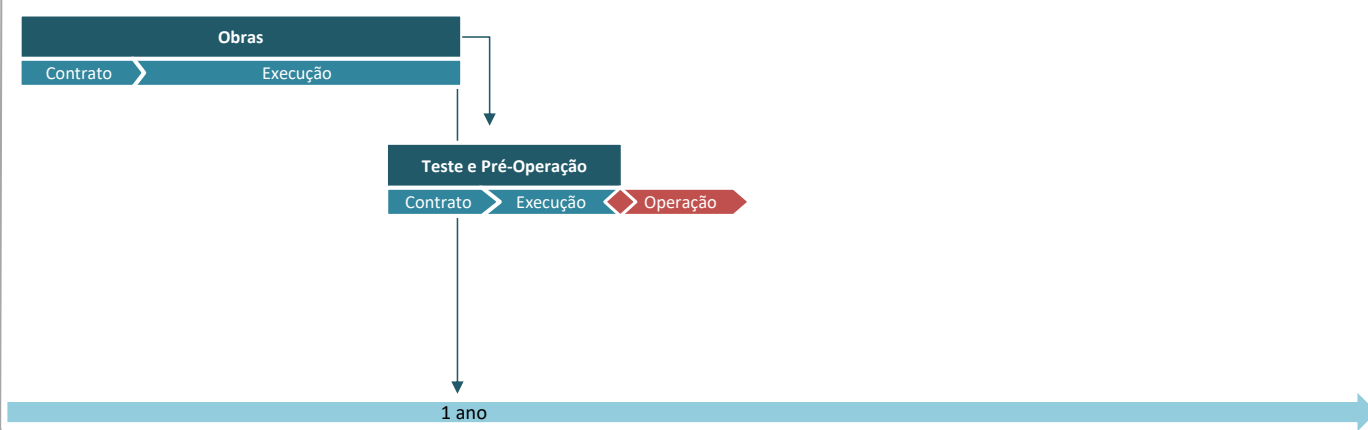 Obras
Contrato Execução
Teste e Pré-Operação
Contrato Execução Operação
1 ano